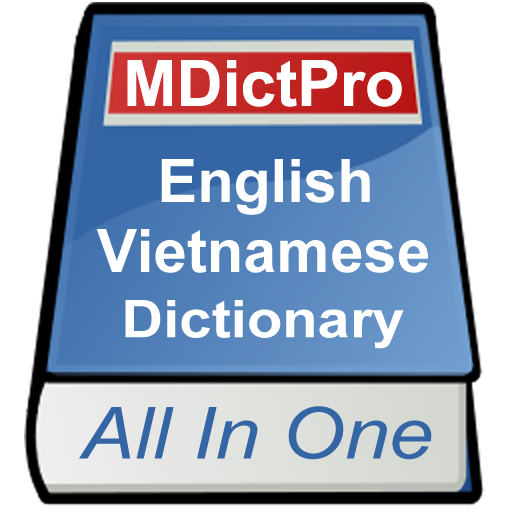 MDictPro
English
Vietnamese
Dictionary
All In One